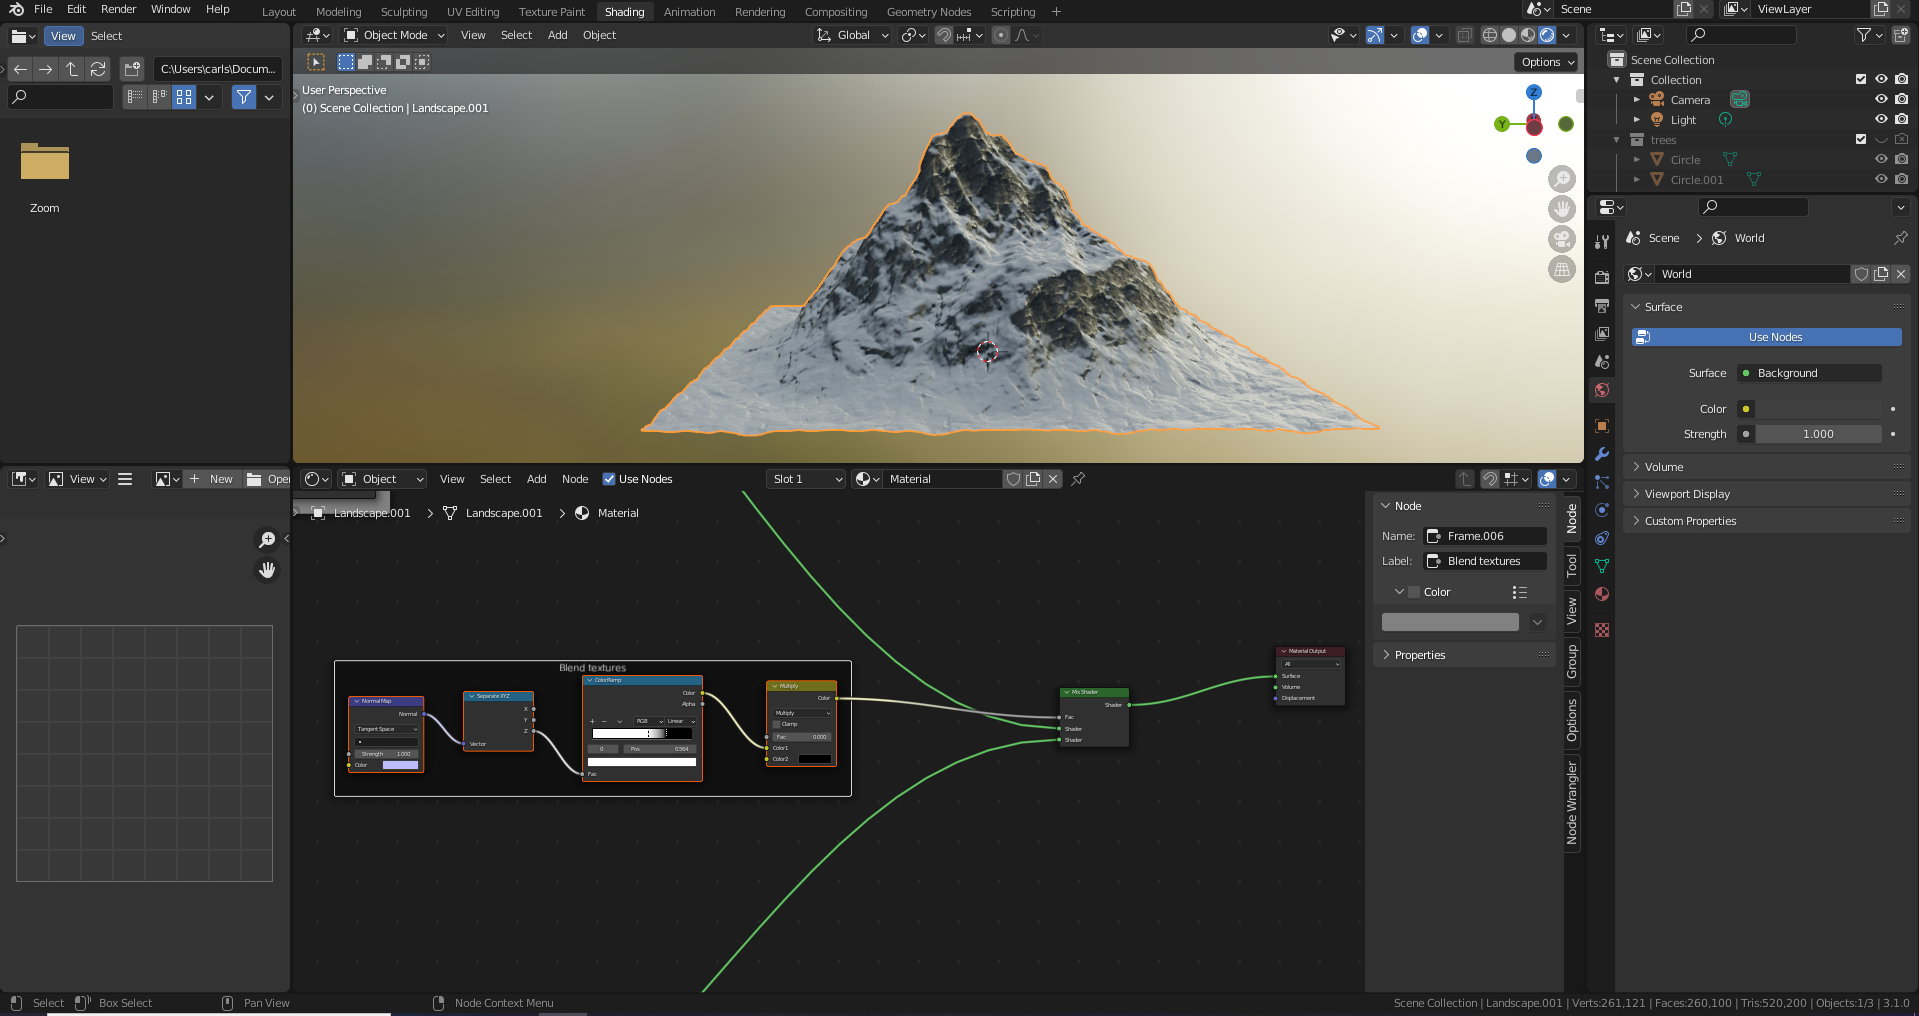 File Edit Render Window Help
Layout Modeling Sculpting UV Editing Texture Paint Shading Animation Rendering Compositing Geometry Nodes Scripting +
Scene
ViewLayer
View Select
Object Mode View Select Add Object
Global
Options
C:\Users\carls\Docum...
Zoom
User Perspective
(0) Scene Collection | Landscape.001
Z
Y
Scene Collection
Collection
Camera
Light
trees
Circle
Circle.001
Scene > World
World
Surface
Use Nodes
Surface Background
Color
Strength 1.000
Volume
Viewport Display
Custom Properties
View
+ New Open
Object View Select Add Node Use Nodes
Slot 1
Material
Landscape.001 > Landscape.001 > Material
Node
Name: Frame.006
Label: Blend textures
Color
Properties
Node
Tool
View
Group
Options
Node Wrangler
Blend textures
Normal Map
Normal
Tangent Space
Strength 1.000
Color
Separate XYZ
X
Y
Z
Vector
ColorRamp
Color
Alpha
+ − RGB Linear
0 Pos 0.564
Fac
Multiply
Color
Multiply
Clamp
Fac 0.000
Color1
Color2
Mix Shader
Shader
Fac
Shader
Shader
Material Output
All
Surface
Volume
Displacement
Select Box Select Pan View Node Context Menu
Scene Collection | Landscape.001 | Verts:261,121 | Faces:260,100 | Tris:520,200 | Objects:1/3 | 3.1.0